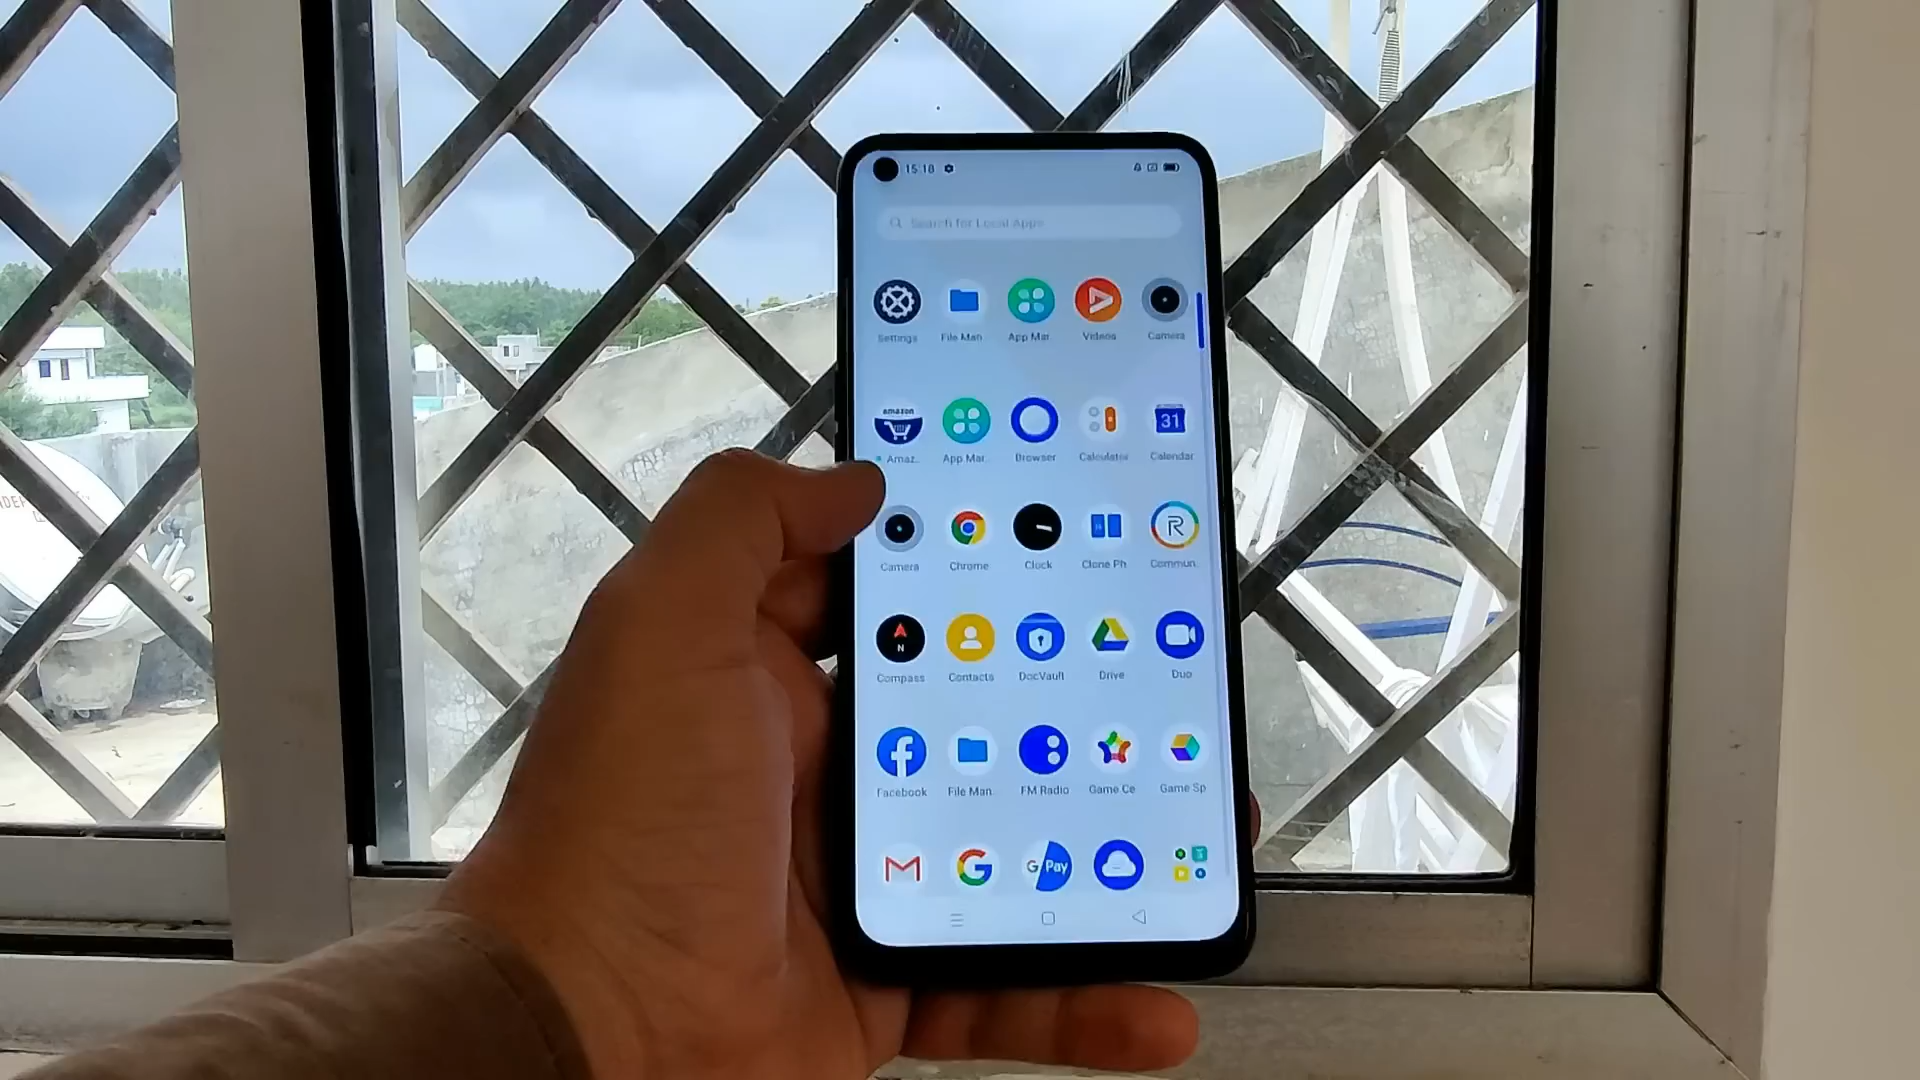 15:18
Search for Local Apps
Settings File Man App Mar Videos Camera
amazon
31
Amaz.. App Mar. Browser Calculator Calendar
R
Camera Chrome Clock Clone Ph Commun.
N
Compass Contacts DocVault Drive Duo
Facebook File Man. FM Radio Game Ce Game Sp
G Pay